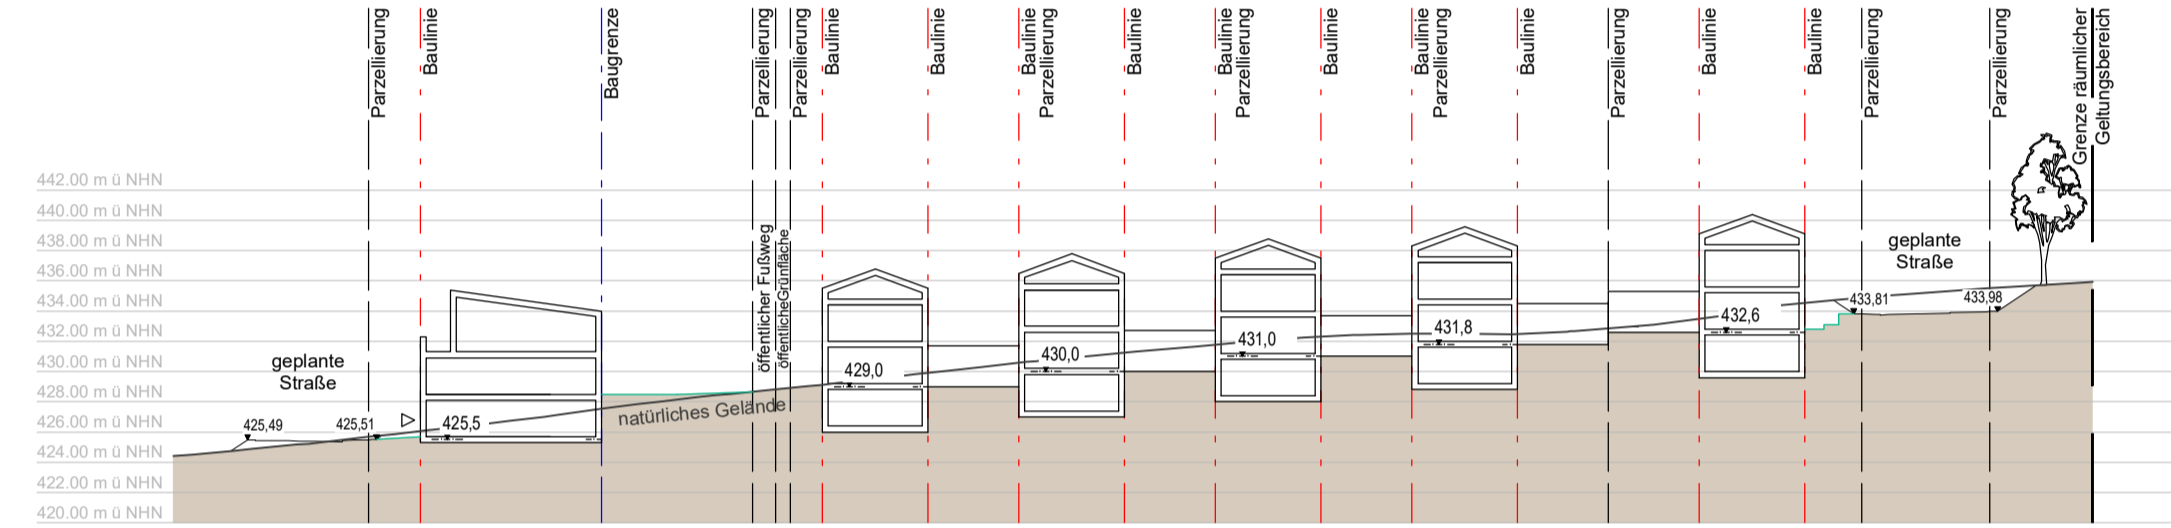 Parzellierung
Baulinie
Baugrenze
Parzellierung
Parzellierung
Baulinie
Baulinie
Baulinie
Parzellierung
Baulinie
Baulinie
Parzellierung
Baulinie
Baulinie
Parzellierung
Baulinie
Parzellierung
Baulinie
Baulinie
Parzellierung
Parzellierung
Grenze räumlicher
Geltungsbereich
442.00 m ü NHN
440.00 m ü NHN
438.00 m ü NHN
436.00 m ü NHN
434.00 m ü NHN
432.00 m ü NHN
430.00 m ü NHN
428.00 m ü NHN
426.00 m ü NHN
424.00 m ü NHN
422.00 m ü NHN
420.00 m ü NHN
geplante
Straße
425,49
425,51
425,5
natürliches Gelände
öffentlicher Fußweg
öffentlicheGrünfläche
429,0
430,0
431,0
431,8
432,6
geplante
Straße
433,81
433,98